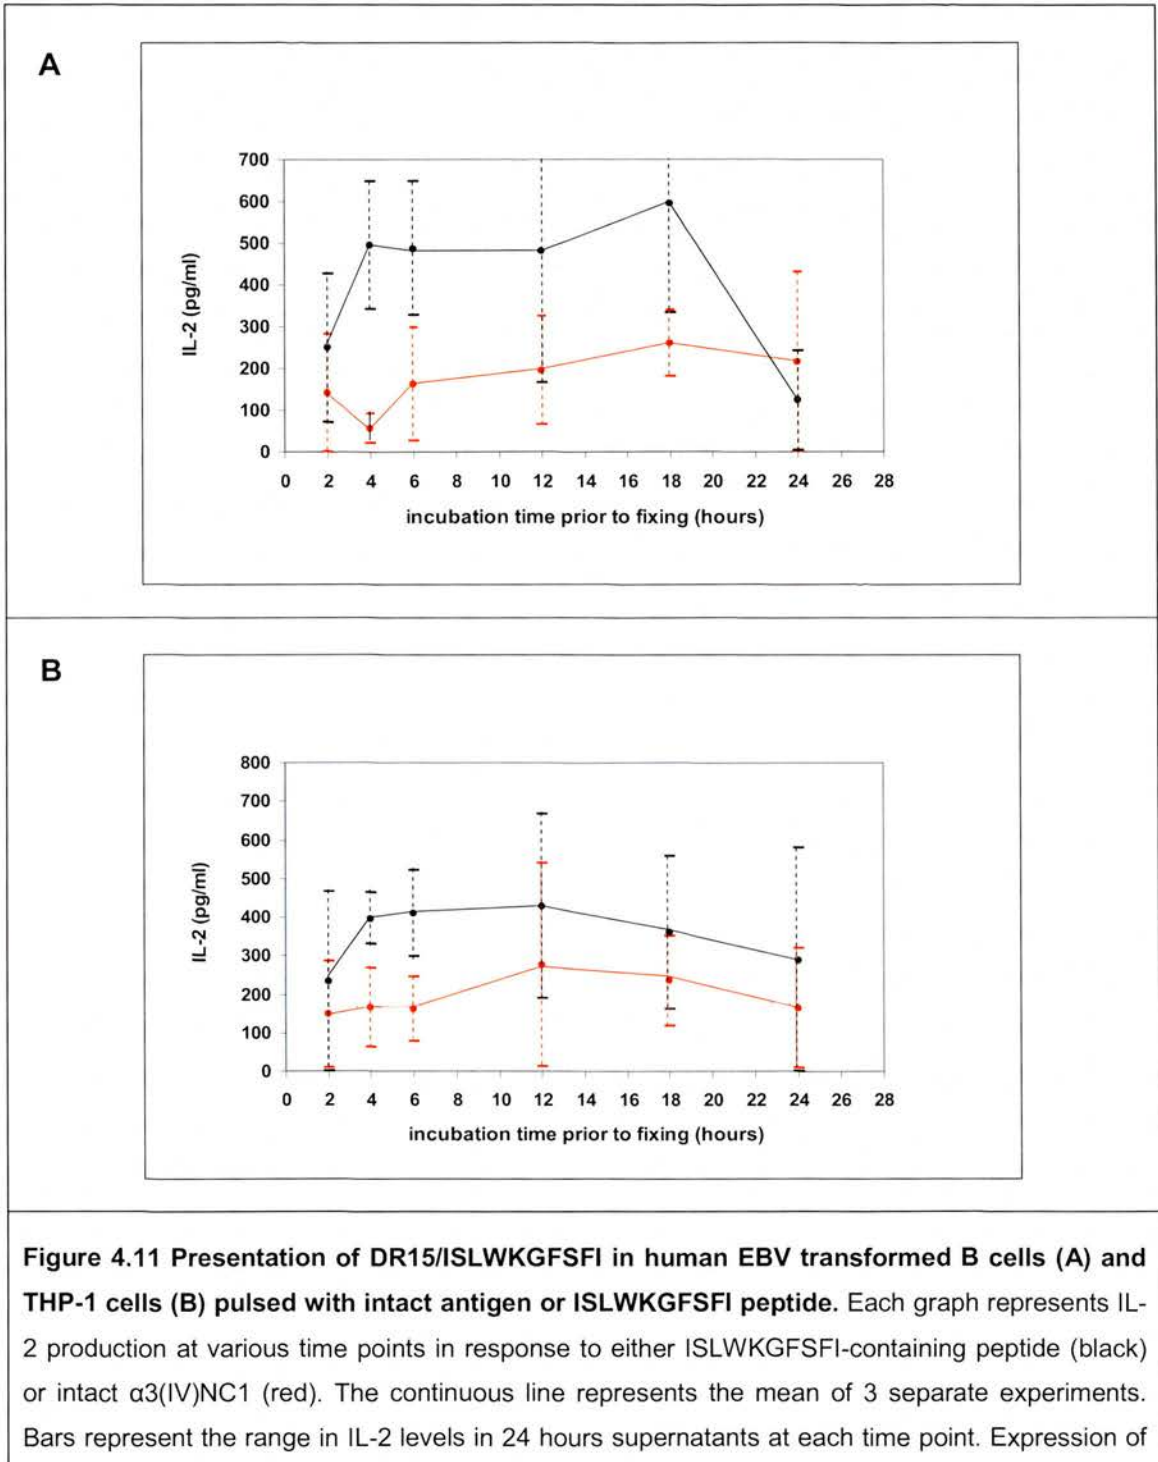 A
700
600
500
400
300
200
100
0
IL-2 (pg/ml)
0 2 4 6 8 10 12 14 16 18 20 22 24 26 28
incubation time prior to fixing (hours)
B
800
700
600
500
400
300
200
100
0
IL-2 (pg/ml)
0 2 4 6 8 10 12 14 16 18 20 22 24 26 28
incubation time prior to fixing (hours)
Figure 4.11 Presentation of DR15/ISLWKGFSFI in human EBV transformed B cells (A) and
THP-1 cells (B) pulsed with intact antigen or ISLWKGFSFI peptide. Each graph represents IL-
2 production at various time points in response to either ISLWKGFSFI-containing peptide (black)
or intact α3(IV)NC1 (red). The continuous line represents the mean of 3 separate experiments.
Bars represent the range in IL-2 levels in 24 hours supernatants at each time point. Expression of